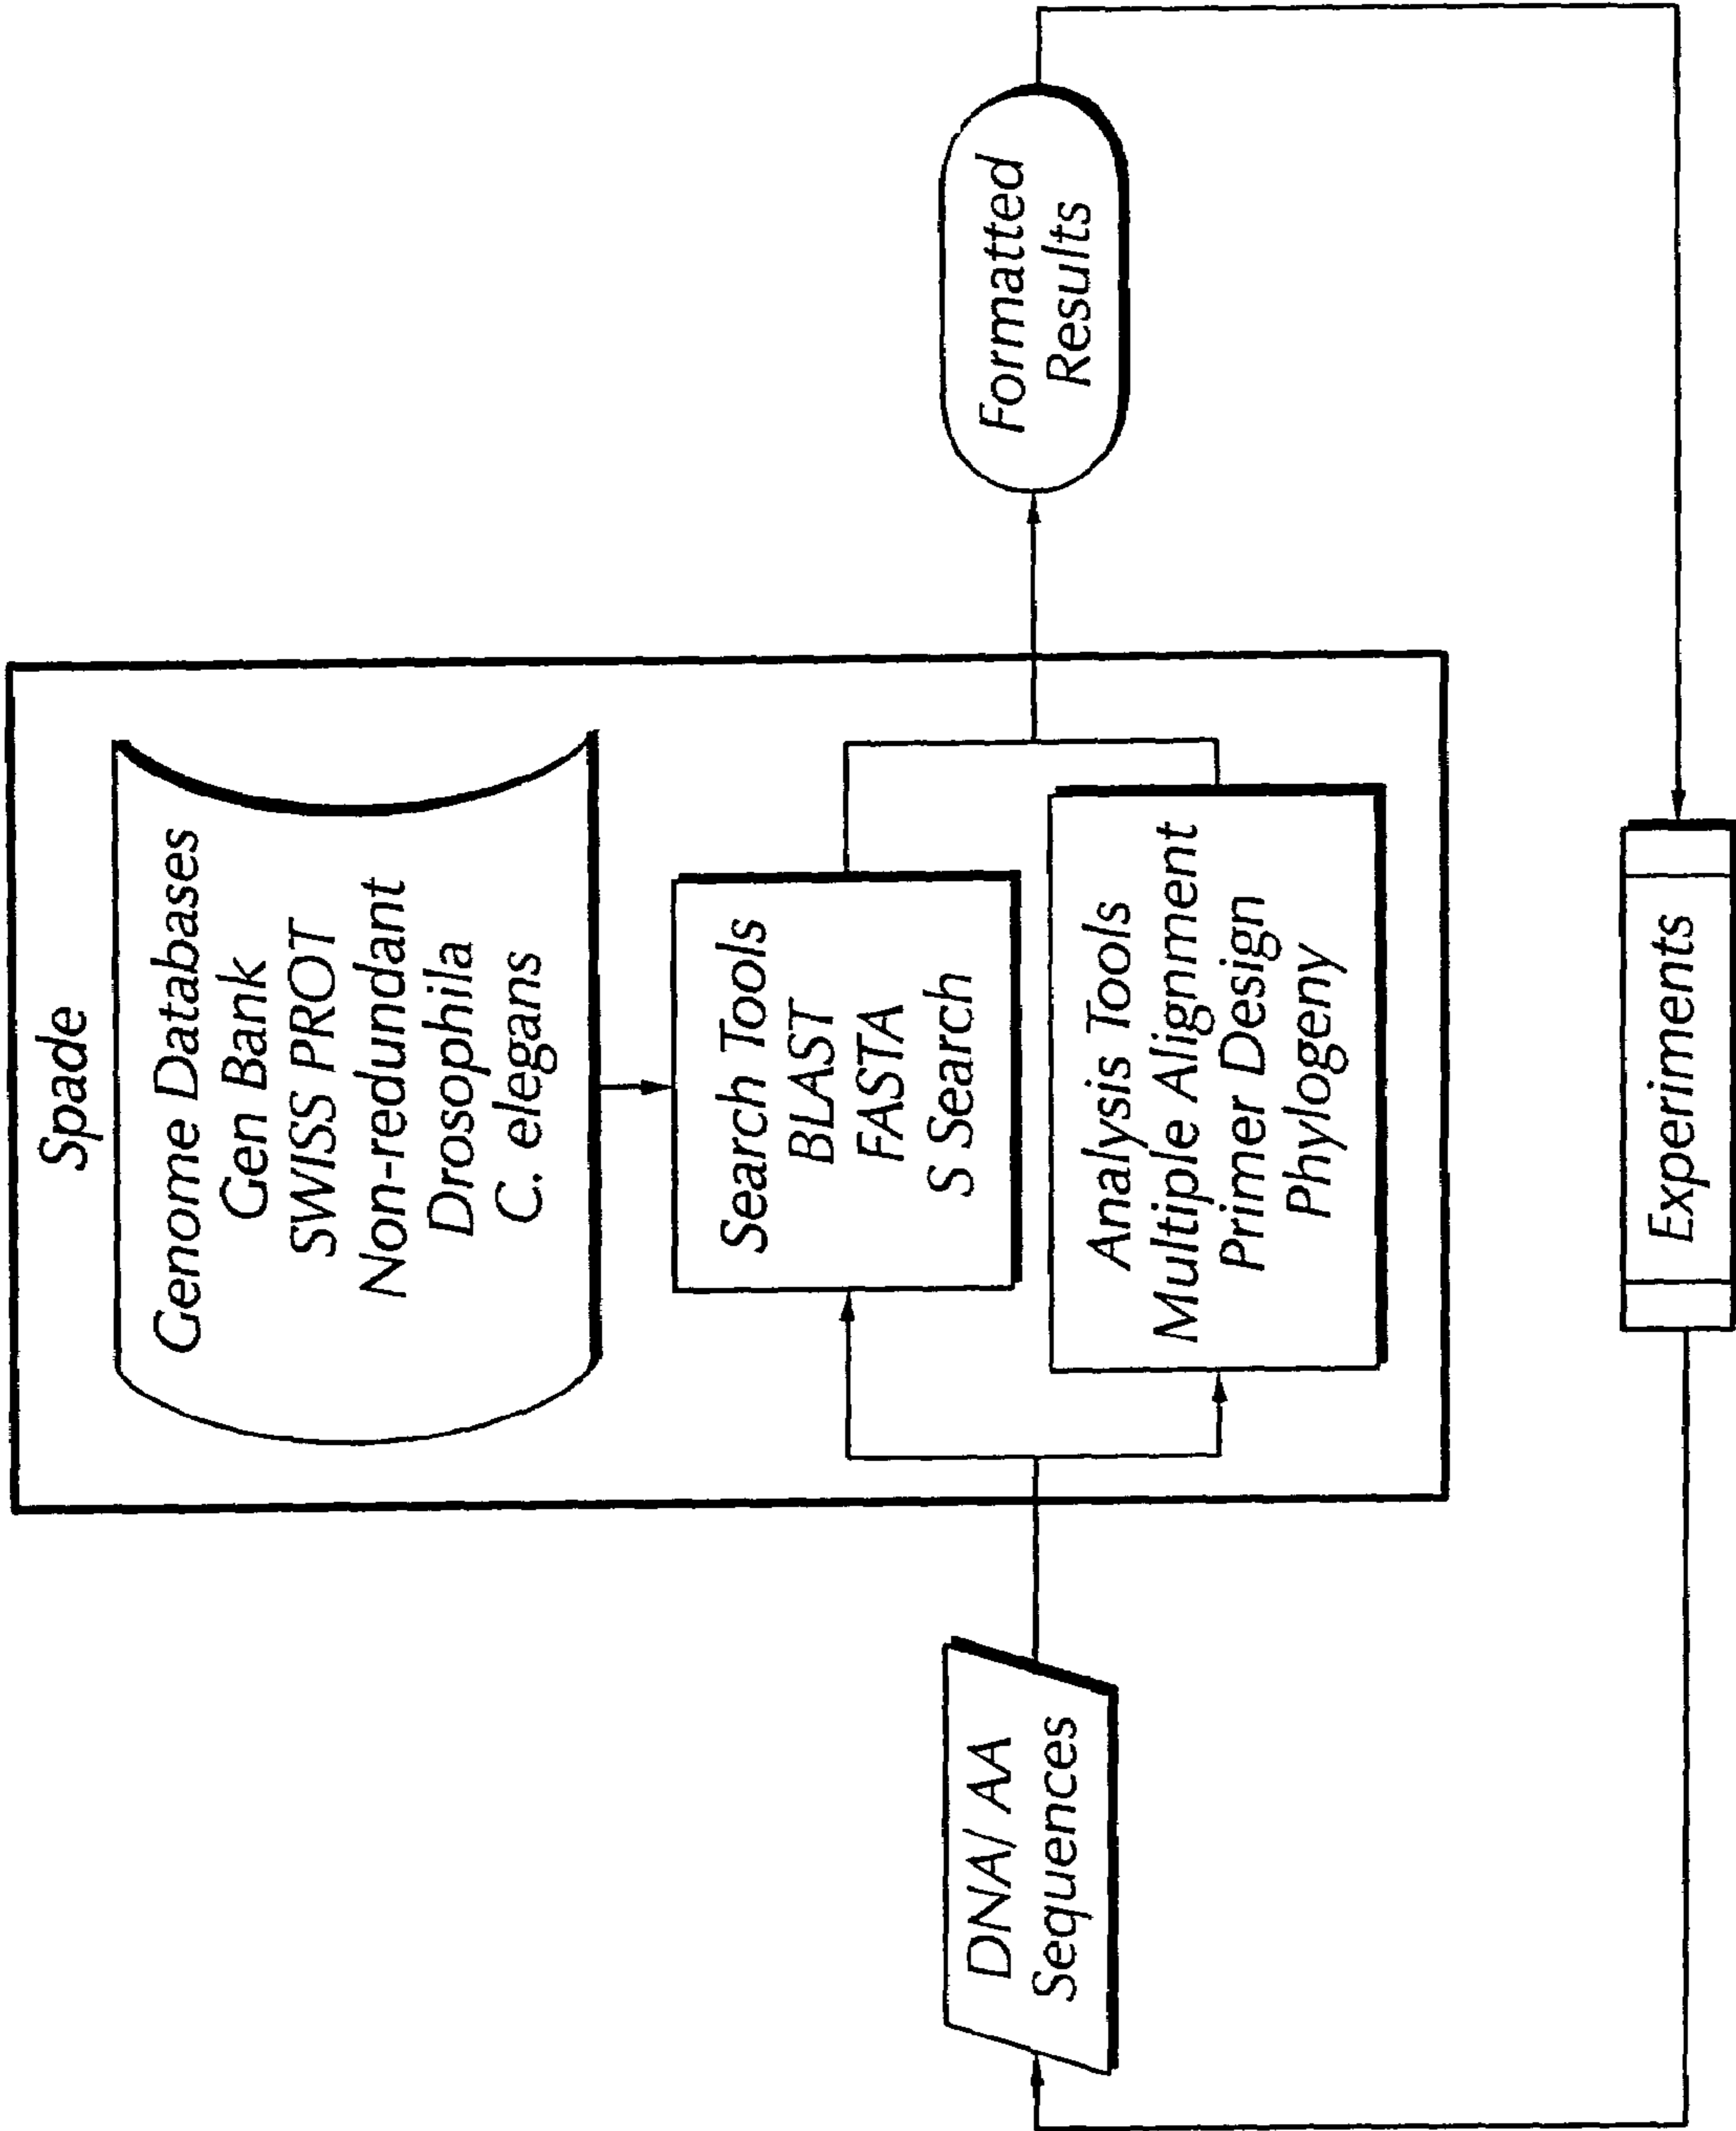 Spade
Genome Databases
Gen Bank
SWISS PROT
Non-redundant
Drosophila
C. elegans
Search Tools
BLAST
FASTA
S Search
Analysis Tools
Multiple Alignment
Primer Design
Phylogeny
DNA/ AA
Sequences
Formatted
Results
Experiments